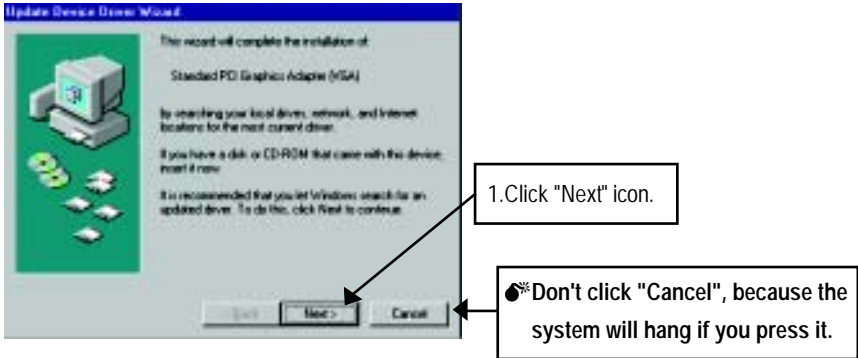 Update Device Driver Wizard
This wizard will complete the installation of:
Standard PCI Graphics Adapter (VGA)
by searching your local drives, network, and Internet
locations for the most current driver.
If you have a disk or CD-ROM that came with this device,
insert it now.
It is recommended that you let Windows search for an
updated driver. To do this, click Next to continue.
< Back
Next >
Cancel
1.Click "Next" icon.
Don't click "Cancel", because the
system will hang if you press it.